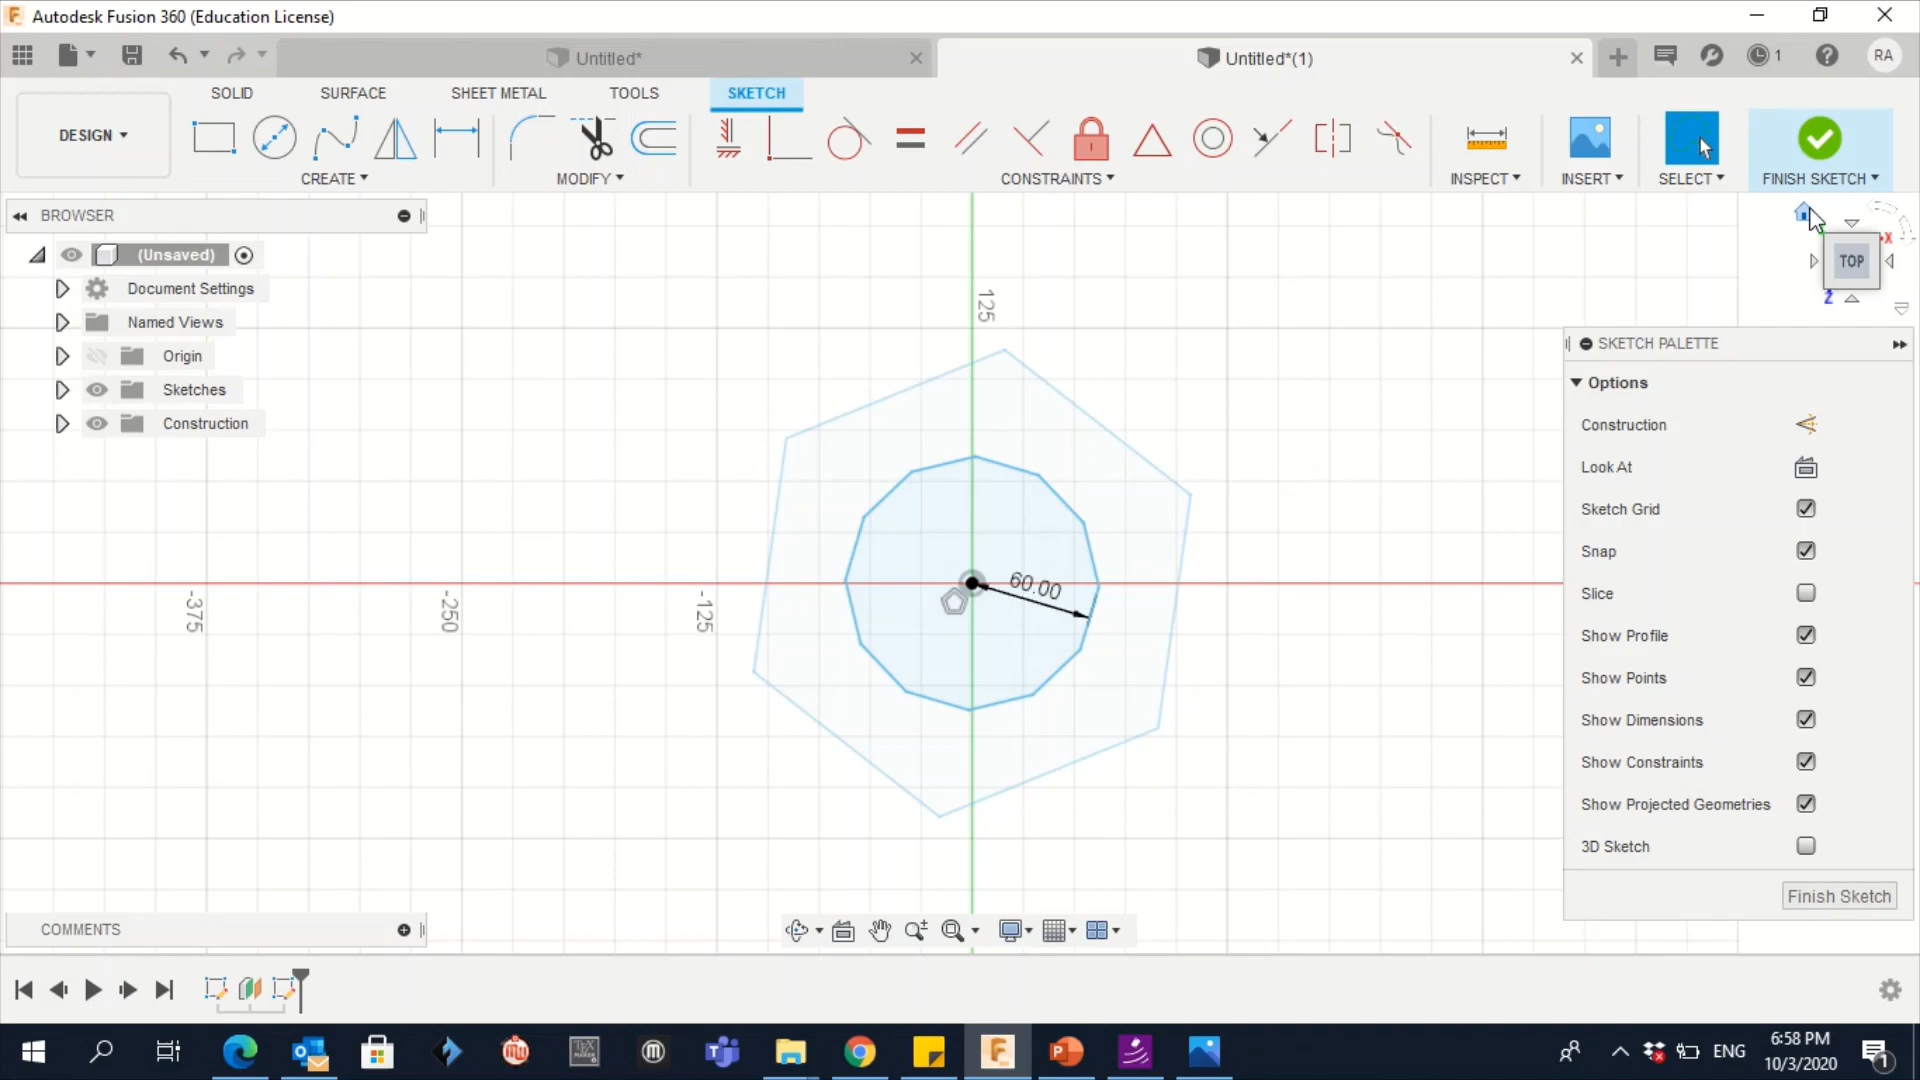 Autodesk Fusion 360 (Education License)
Untitled*
Untitled*(1)
1
RA
DESIGN
SOLID
SURFACE
SHEET METAL
TOOLS
SKETCH
CREATE
MODIFY
CONSTRAINTS
INSPECT
INSERT
SELECT
FINISH SKETCH
BROWSER
(Unsaved)
Document Settings
Named Views
Origin
Sketches
Construction
125
-375
-250
-125
60.00
TOP
X
Z
SKETCH PALETTE
Options
Construction
Look At
Sketch Grid
Snap
Slice
Show Profile
Show Points
Show Dimensions
Show Constraints
Show Projected Geometries
3D Sketch
Finish Sketch
COMMENTS
ENG
6:58 PM
10/3/2020
1